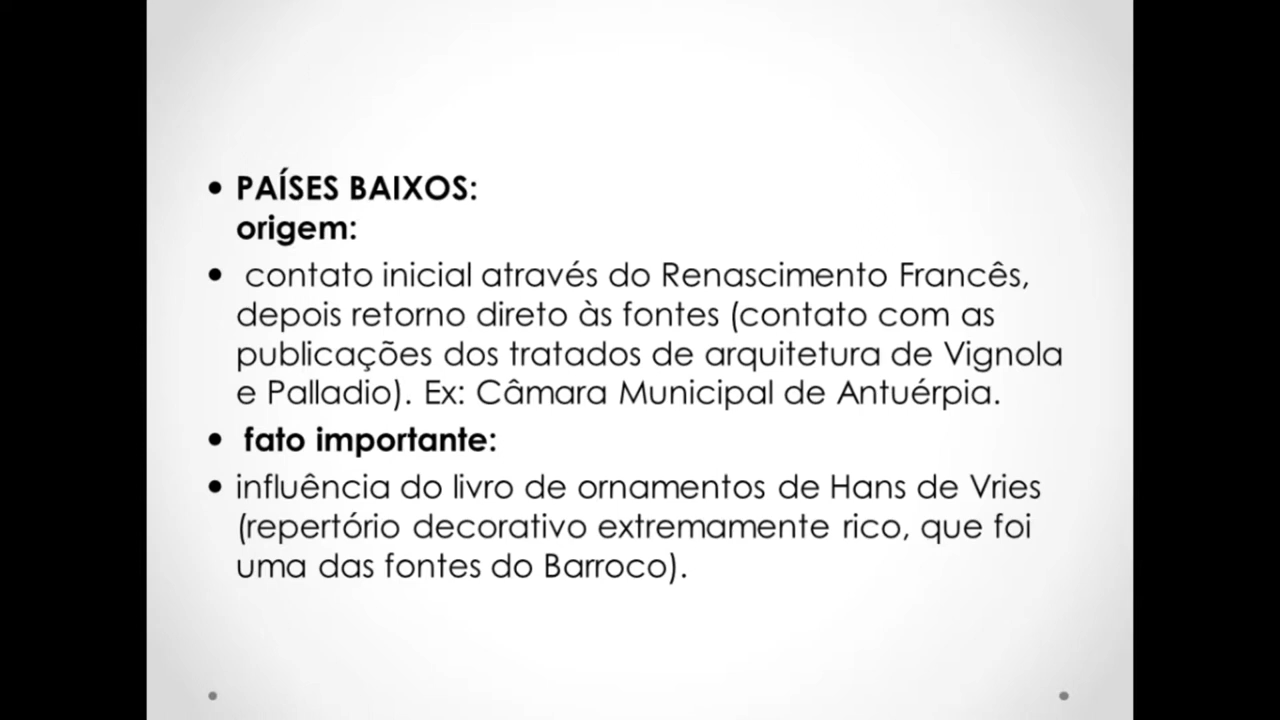 • PAÍSES BAIXOS:
origem:
• contato inicial através do Renascimento Francês,
depois retorno direto às fontes (contato com as
publicações dos tratados de arquitetura de Vignola
e Palladio). Ex: Câmara Municipal de Antuérpia.
• fato importante:
• influência do livro de ornamentos de Hans de Vries
(repertório decorativo extremamente rico, que foi
uma das fontes do Barroco).